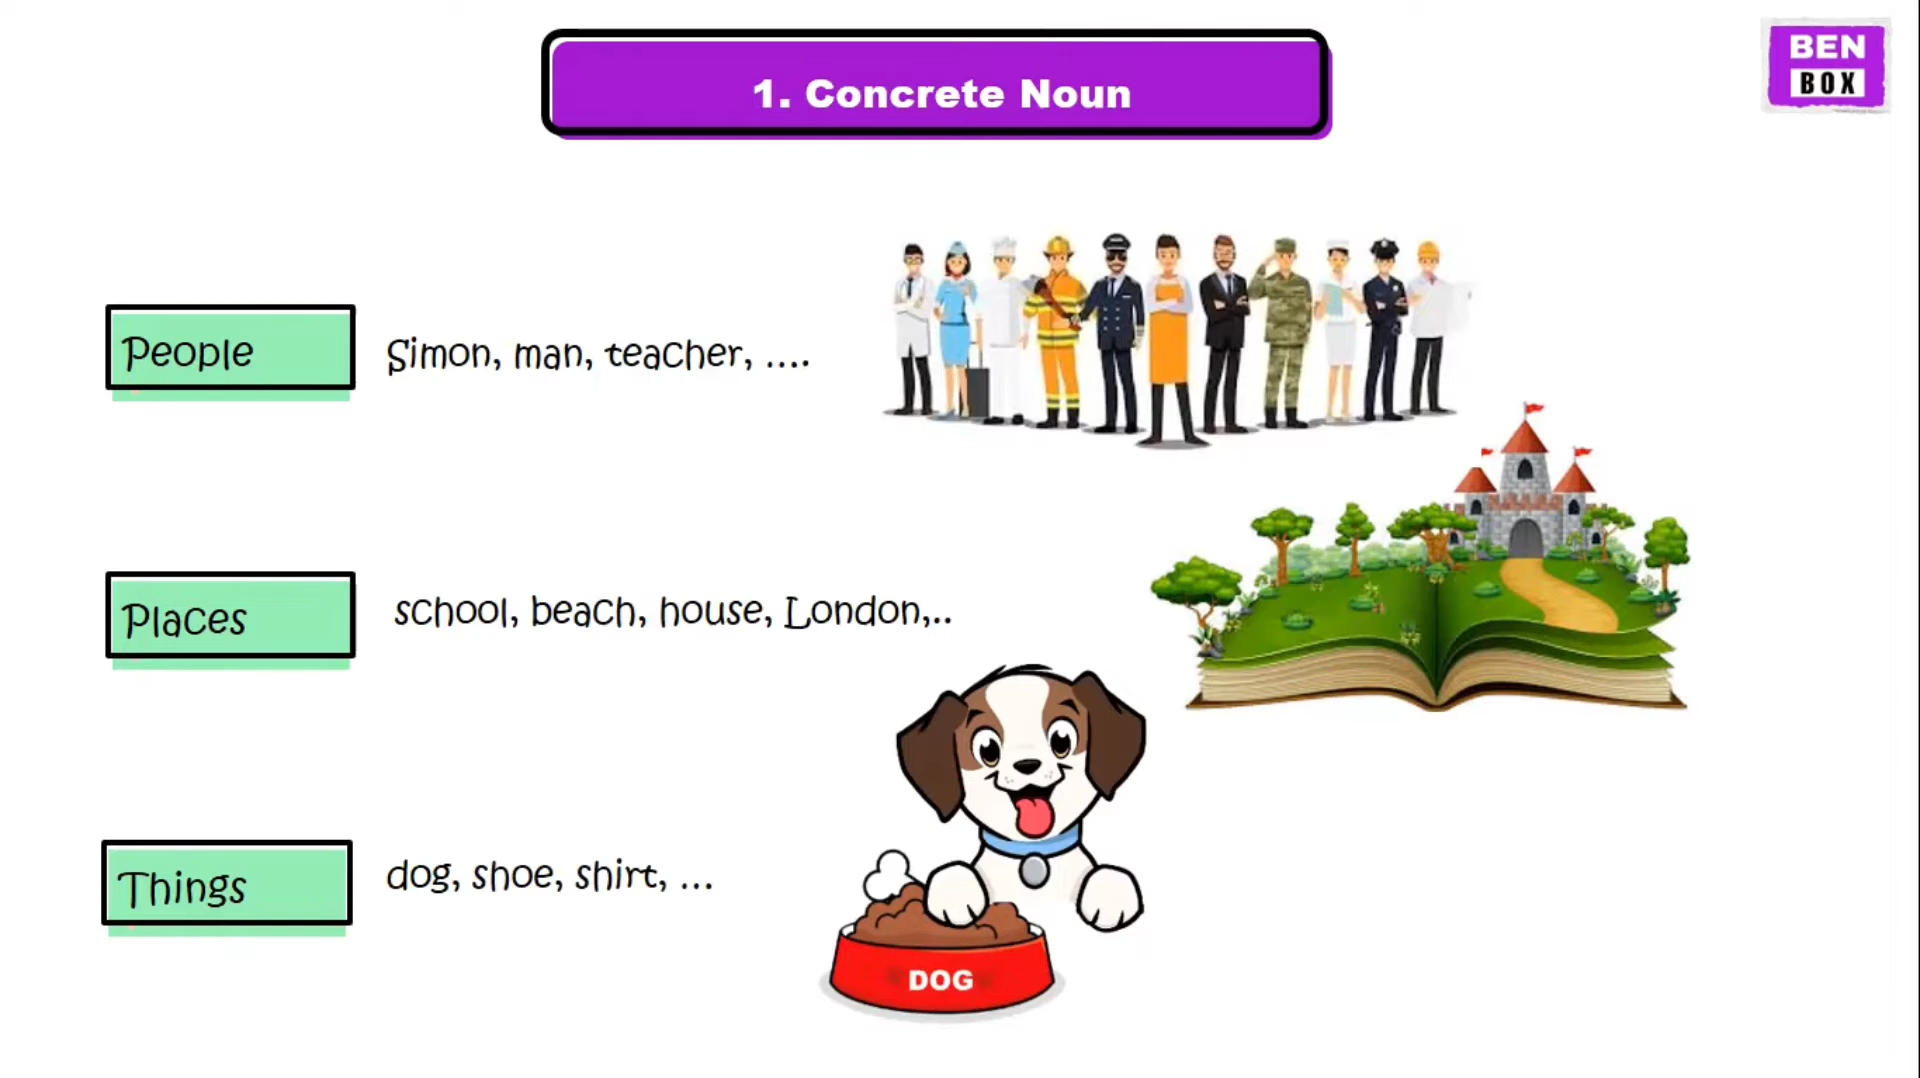 1. Concrete Noun
BEN
BOX
People
Simon, man, teacher, ....
Places
school, beach, house, London,..
Things
dog, shoe, shirt, ...
DOG